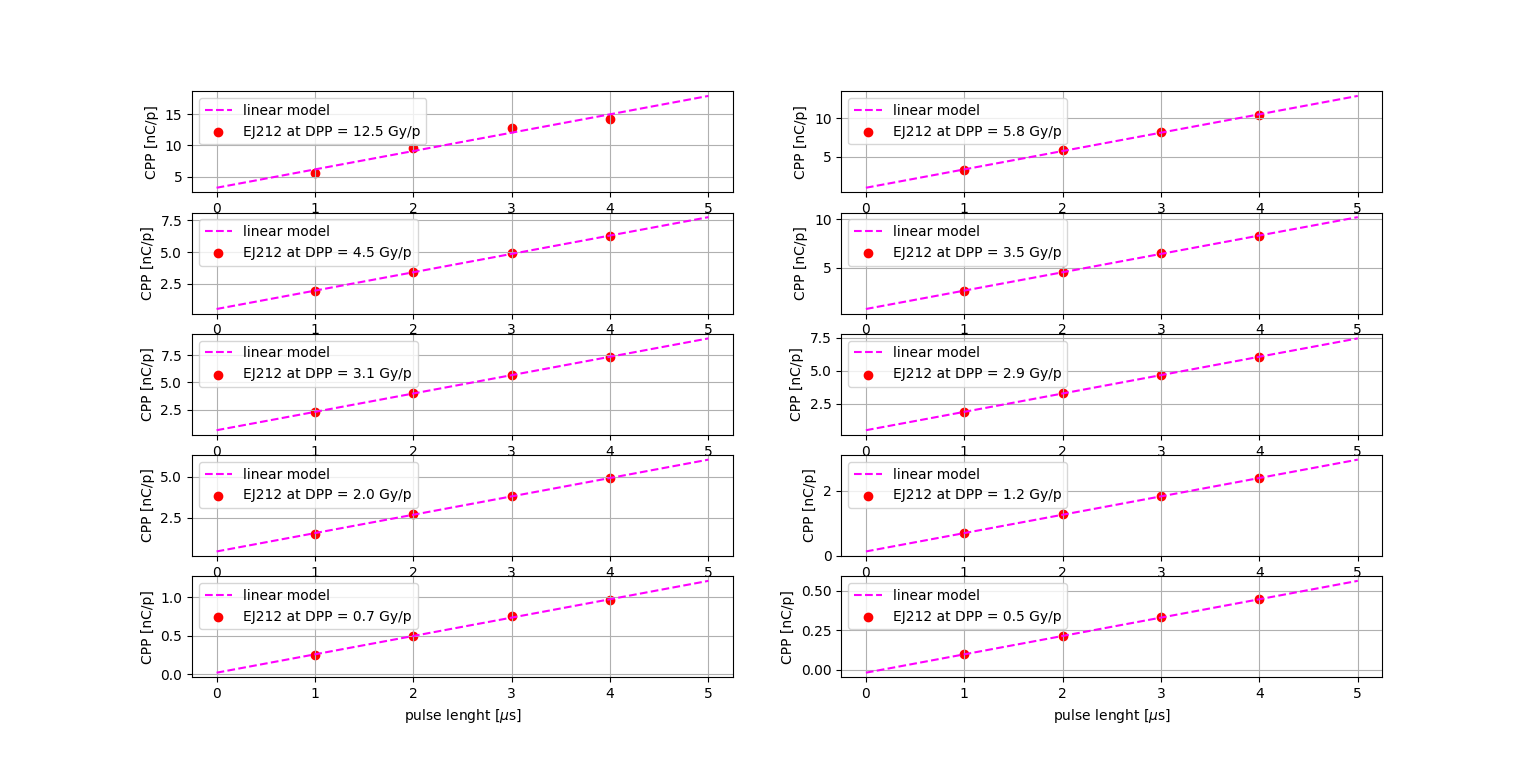 linear model
EJ212 at DPP = 12.5 Gy/p
CPP [nC/p]
15
10
5
0 1 2 3 4 5
linear model
EJ212 at DPP = 5.8 Gy/p
CPP [nC/p]
10
5
0 1 2 3 4 5
linear model
EJ212 at DPP = 4.5 Gy/p
CPP [nC/p]
7.5
5.0
2.5
0 1 2 3 4 5
linear model
EJ212 at DPP = 3.5 Gy/p
CPP [nC/p]
10
5
0 1 2 3 4 5
linear model
EJ212 at DPP = 3.1 Gy/p
CPP [nC/p]
7.5
5.0
2.5
0 1 2 3 4 5
linear model
EJ212 at DPP = 2.9 Gy/p
CPP [nC/p]
7.5
5.0
2.5
0 1 2 3 4 5
linear model
EJ212 at DPP = 2.0 Gy/p
CPP [nC/p]
5.0
2.5
0 1 2 3 4 5
linear model
EJ212 at DPP = 1.2 Gy/p
CPP [nC/p]
2
0
0 1 2 3 4 5
linear model
EJ212 at DPP = 0.7 Gy/p
CPP [nC/p]
1.0
0.5
0.0
0 1 2 3 4 5
pulse lenght [μs]
linear model
EJ212 at DPP = 0.5 Gy/p
CPP [nC/p]
0.50
0.25
0.00
0 1 2 3 4 5
pulse lenght [μs]